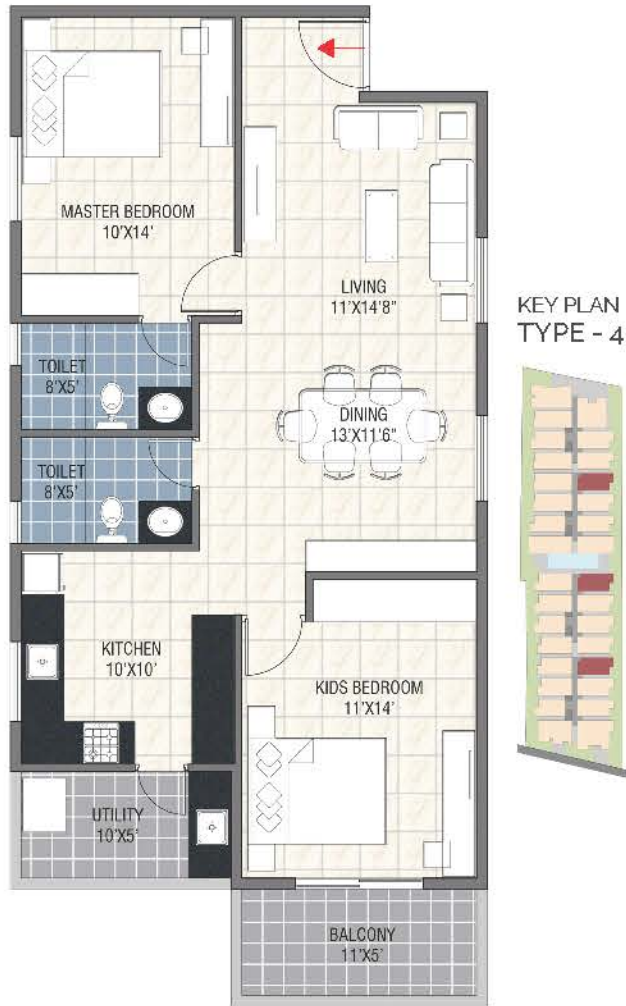 MASTER BEDROOM
10'X14'
LIVING
11'X14'8"
KEY PLAN
TYPE - 4
TOILET
8'X5'
DINING
13'X11'6"
TOILET
8'X5'
KITCHEN
10'X10'
KIDS BEDROOM
11'X14'
UTILITY
10'X5'
BALCONY
11'X5'